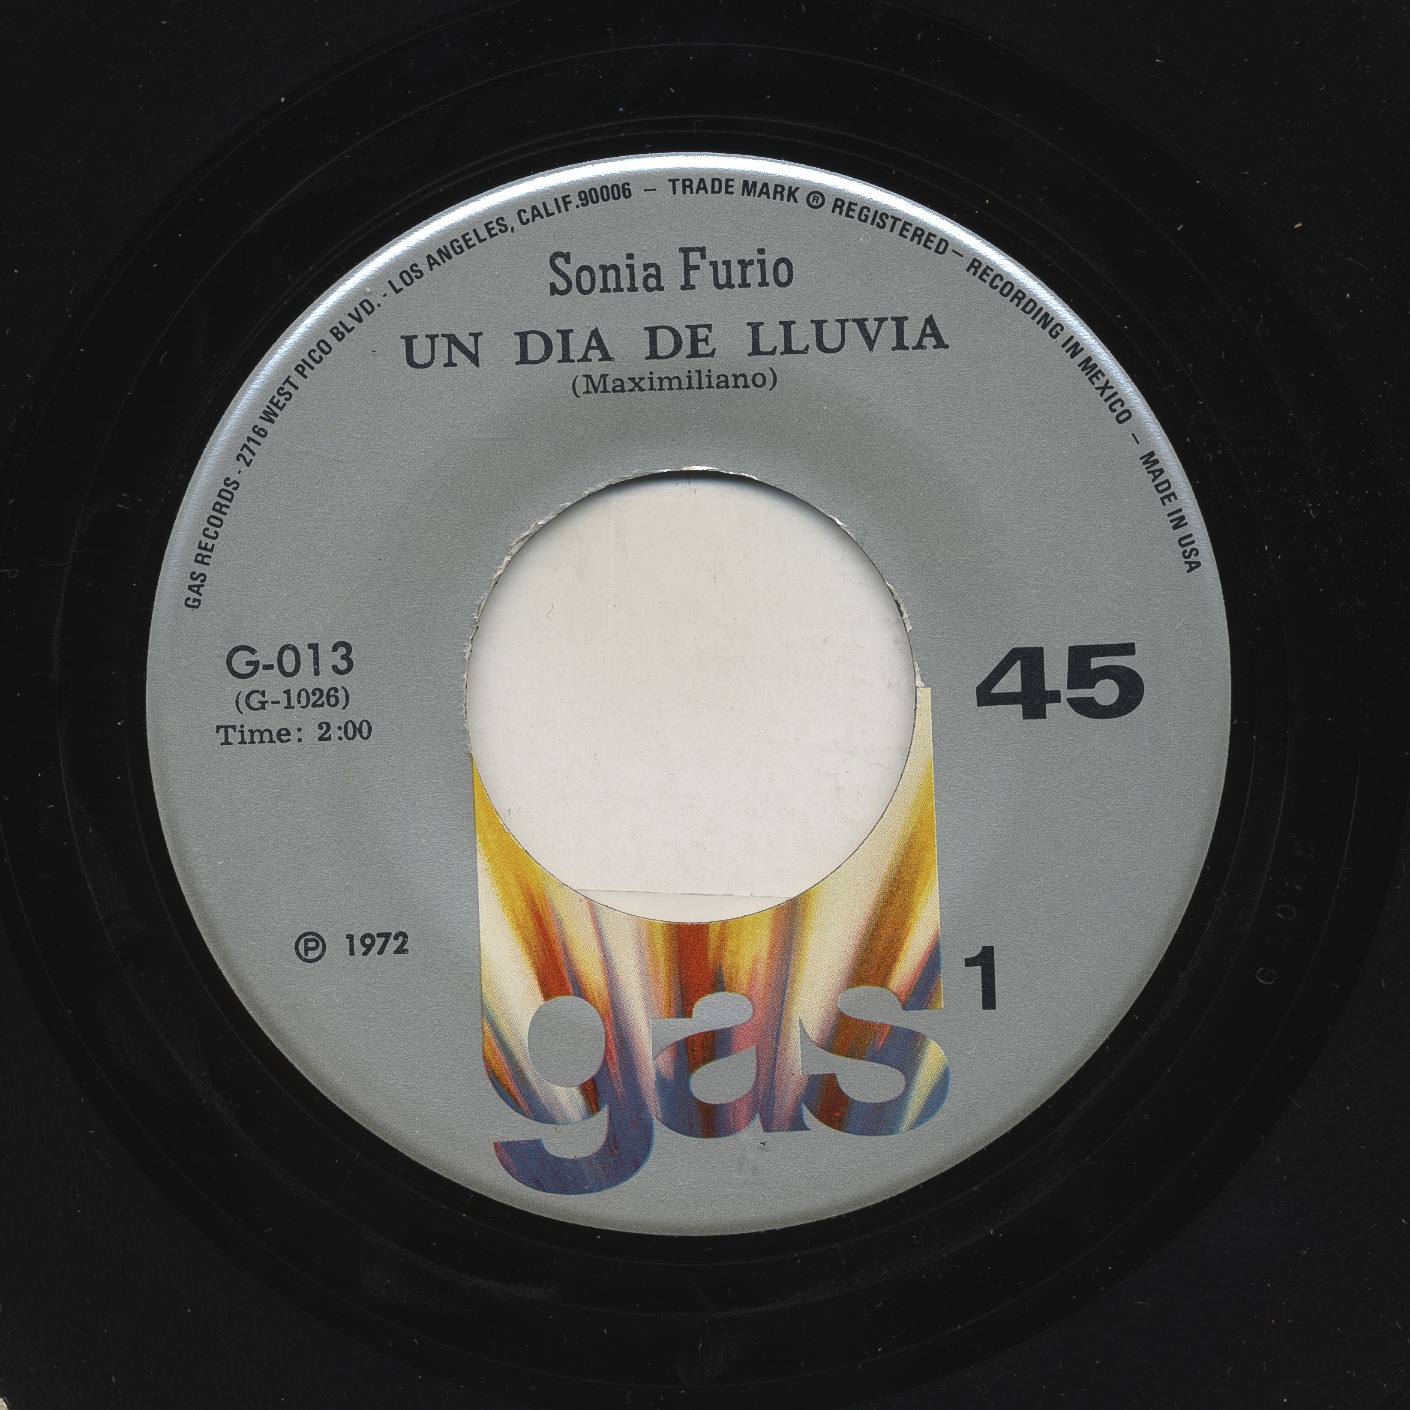 GAS RECORDS - 2716 WEST PICO BLVD. - LOS ANGELES, CALIF.90006 – TRADE MARK ® REGISTERED – RECORDING IN MEXICO – MADE IN USA
Sonia Furio
UN DIA DE LLUVIA
(Maximiliano)
G-013
(G-1026)
Time: 2:00
45
℗ 1972
1
gas